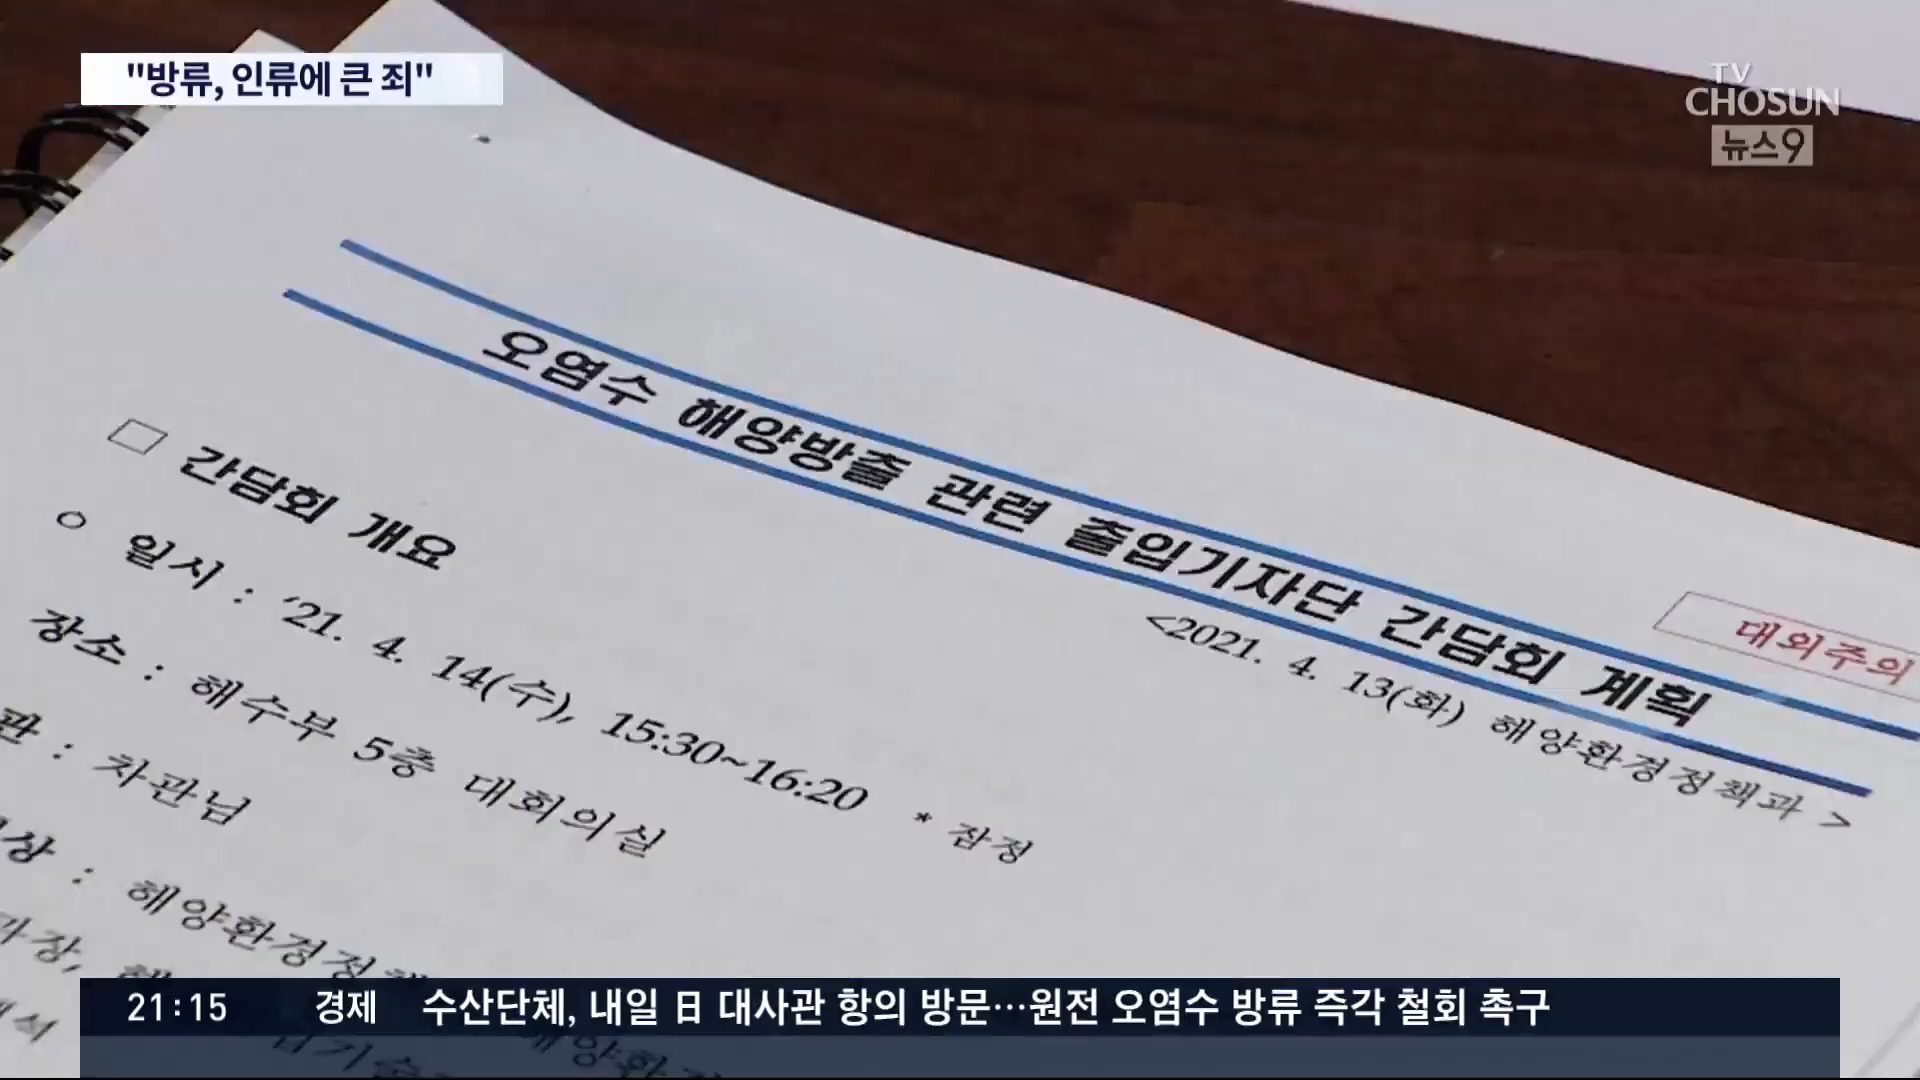 "방류, 인류에 큰 죄"
TV
CHOSUN
뉴스9
오염수 해양방출 관련 출입기자단 간담회 계획
대외주의
<2021. 4. 13(화) 해양환경정책과 >
□ 간담회 개요
○ 일시 : '21. 4. 14(수), 15:30~16:20 * 잠정
장소 : 해수부 5층 대회의실
관 : 차관님
상 : 해양환경정책
과장,
21:15 경제 수산단체, 내일 日 대사관 항의 방문…원전 오염수 방류 즉각 철회 촉구